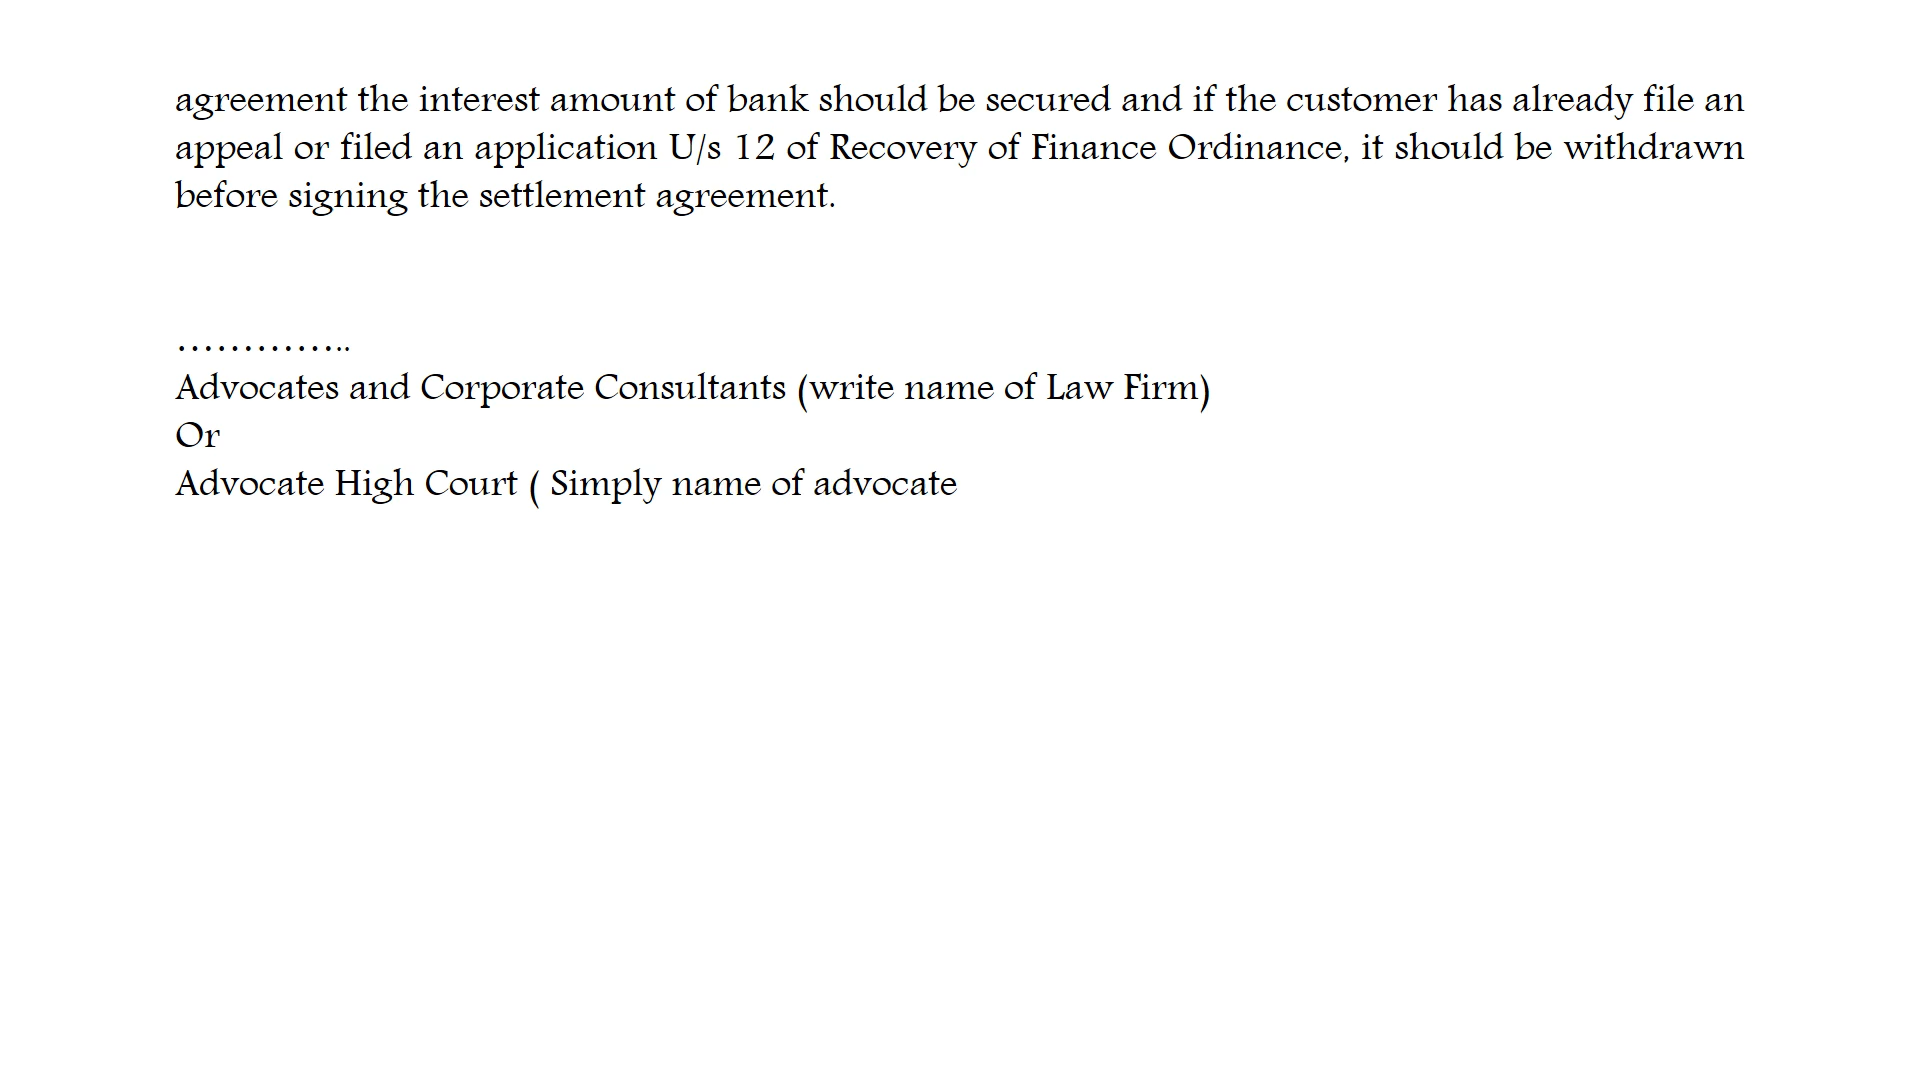 agreement the interest amount of bank should be secured and if the customer has already file an
appeal or filed an application U/s 12 of Recovery of Finance Ordinance, it should be withdrawn
before signing the settlement agreement.
…………..
Advocates and Corporate Consultants (write name of Law Firm)
Or
Advocate High Court ( Simply name of advocate